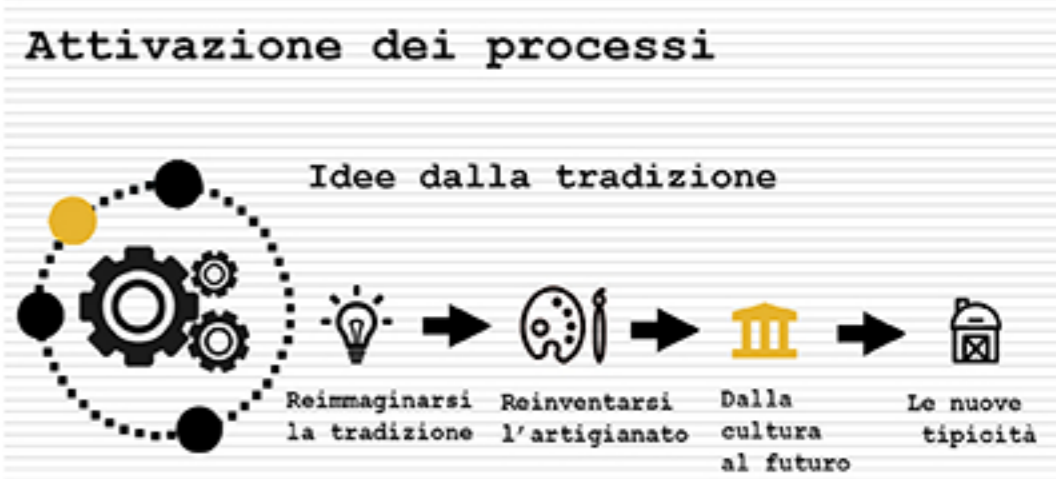 Attivazione dei processi
Idee dalla tradizione
Reimmaginarsi
la tradizione
Reinventarsi
l'artigianato
Dalla
cultura
al futuro
Le nuove
tipicità